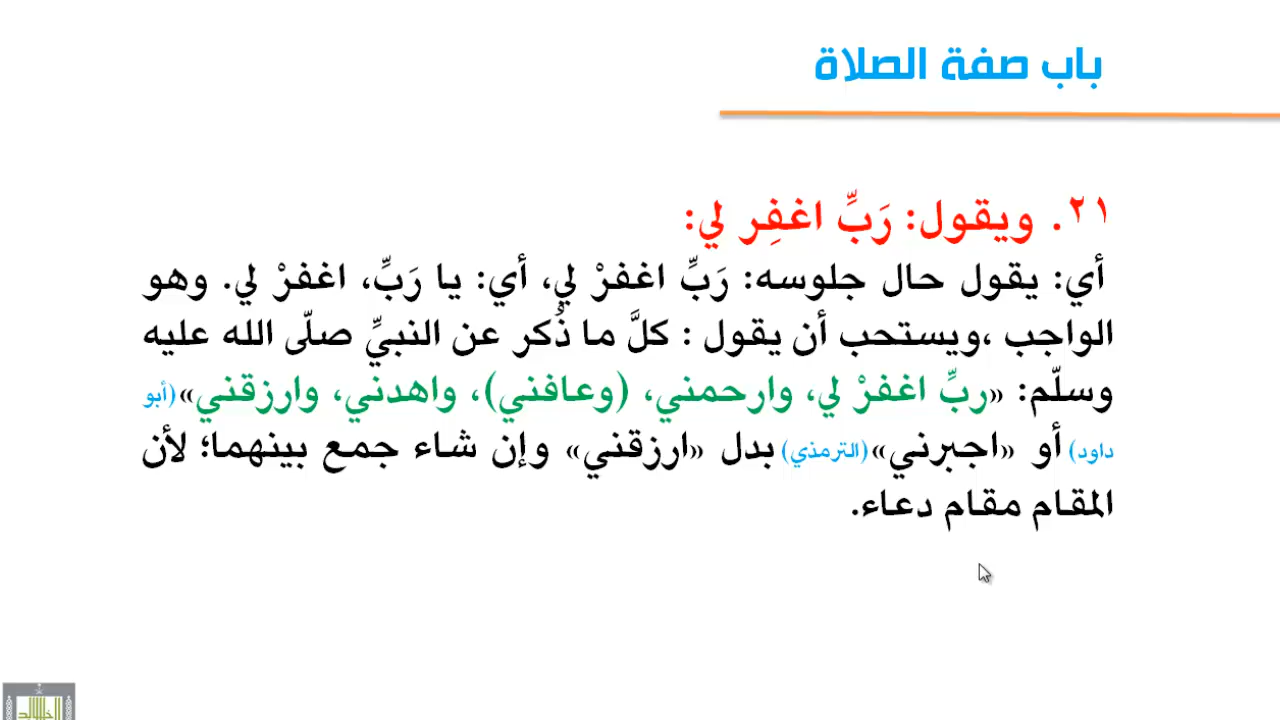 باب صفة الصلاة
٢١. ويقول: رَبِّ اغفِر لي:
أي: يقول حال جلوسه: رَبِّ اغفرْ لي، أي: يا رَبِّ، اغفرْ لي. وهو
الواجب ،ويستحب أن يقول : كلَّ ما ذُكر عن النبيِّ صلّى الله عليه
وسلّم: «ربِّ اغفرْ لي، وارحمني، (وعافني)، واهدني، وارزقني» (أبو
داود) أو «اجبرني» (الترمذي) بدل «ارزقني» وإن شاء جمع بينهما؛ لأن
المقام مقام دعاء.